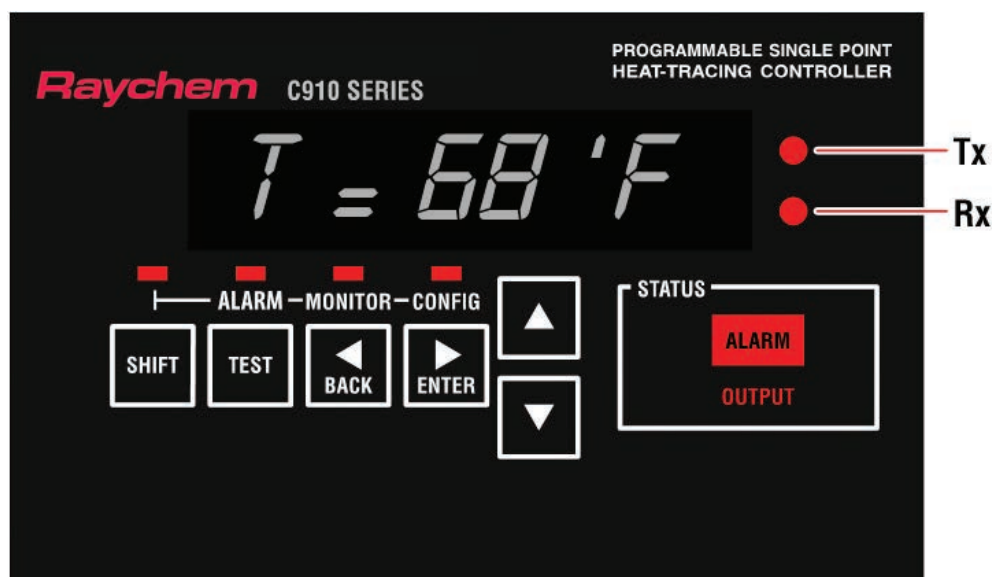 PROGRAMMABLE SINGLE POINT
HEAT-TRACING CONTROLLER
Raychem C910 SERIES
T = 68 'F
Tx
Rx
ALARM MONITOR CONFIG
STATUS
SHIFT TEST BACK ENTER
ALARM
OUTPUT